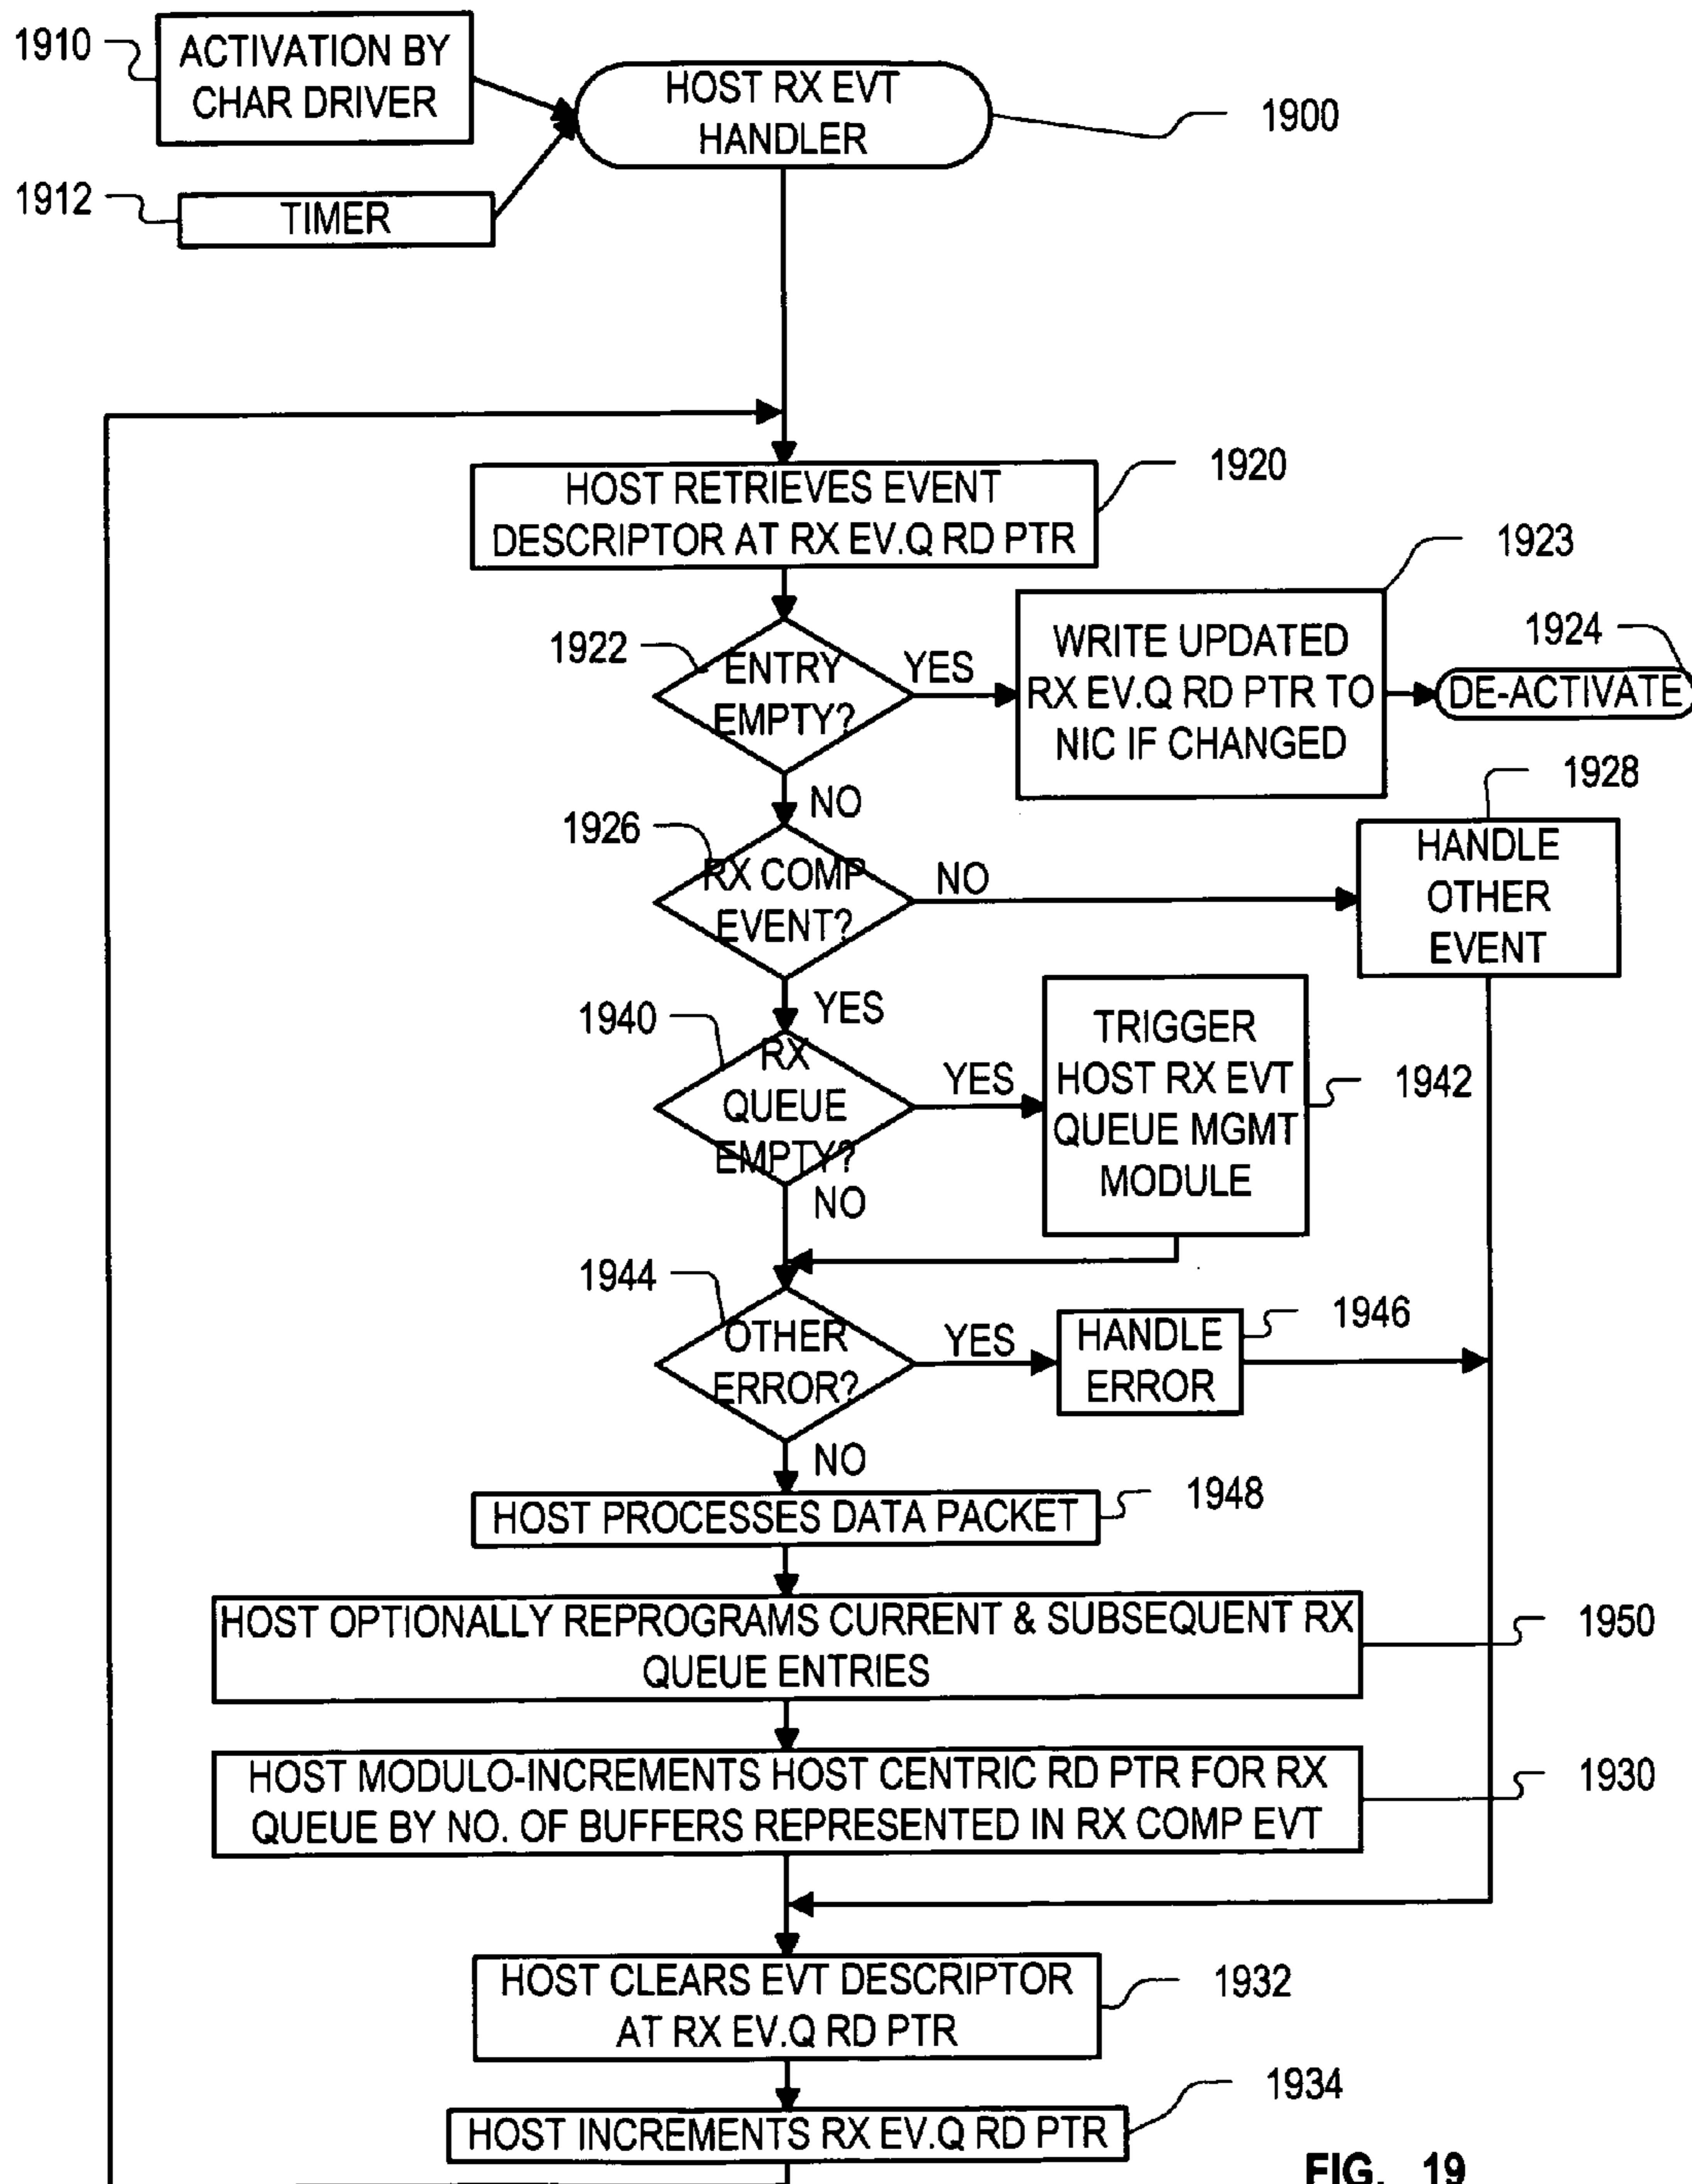 1910
ACTIVATION BY
CHAR DRIVER
HOST RX EVT
HANDLER
1900
1912
TIMER
HOST RETRIEVES EVENT
DESCRIPTOR AT RX EV.Q RD PTR
1920
1922
ENTRY
EMPTY?
YES
1923
WRITE UPDATED
RX EV.Q RD PTR TO
NIC IF CHANGED
1924
DE-ACTIVATE
NO
1926
RX COMP
EVENT?
NO
1928
HANDLE
OTHER
EVENT
YES
1940
RX
QUEUE
EMPTY?
YES
TRIGGER
HOST RX EVT
QUEUE MGMT
MODULE
1942
NO
1944
OTHER
ERROR?
YES
HANDLE
ERROR
1946
NO
HOST PROCESSES DATA PACKET
1948
HOST OPTIONALLY REPROGRAMS CURRENT & SUBSEQUENT RX
QUEUE ENTRIES
1950
HOST MODULO-INCREMENTS HOST CENTRIC RD PTR FOR RX
QUEUE BY NO. OF BUFFERS REPRESENTED IN RX COMP EVT
1930
HOST CLEARS EVT DESCRIPTOR
AT RX EV.Q RD PTR
1932
HOST INCREMENTS RX EV.Q RD PTR
1934
FIG. 19